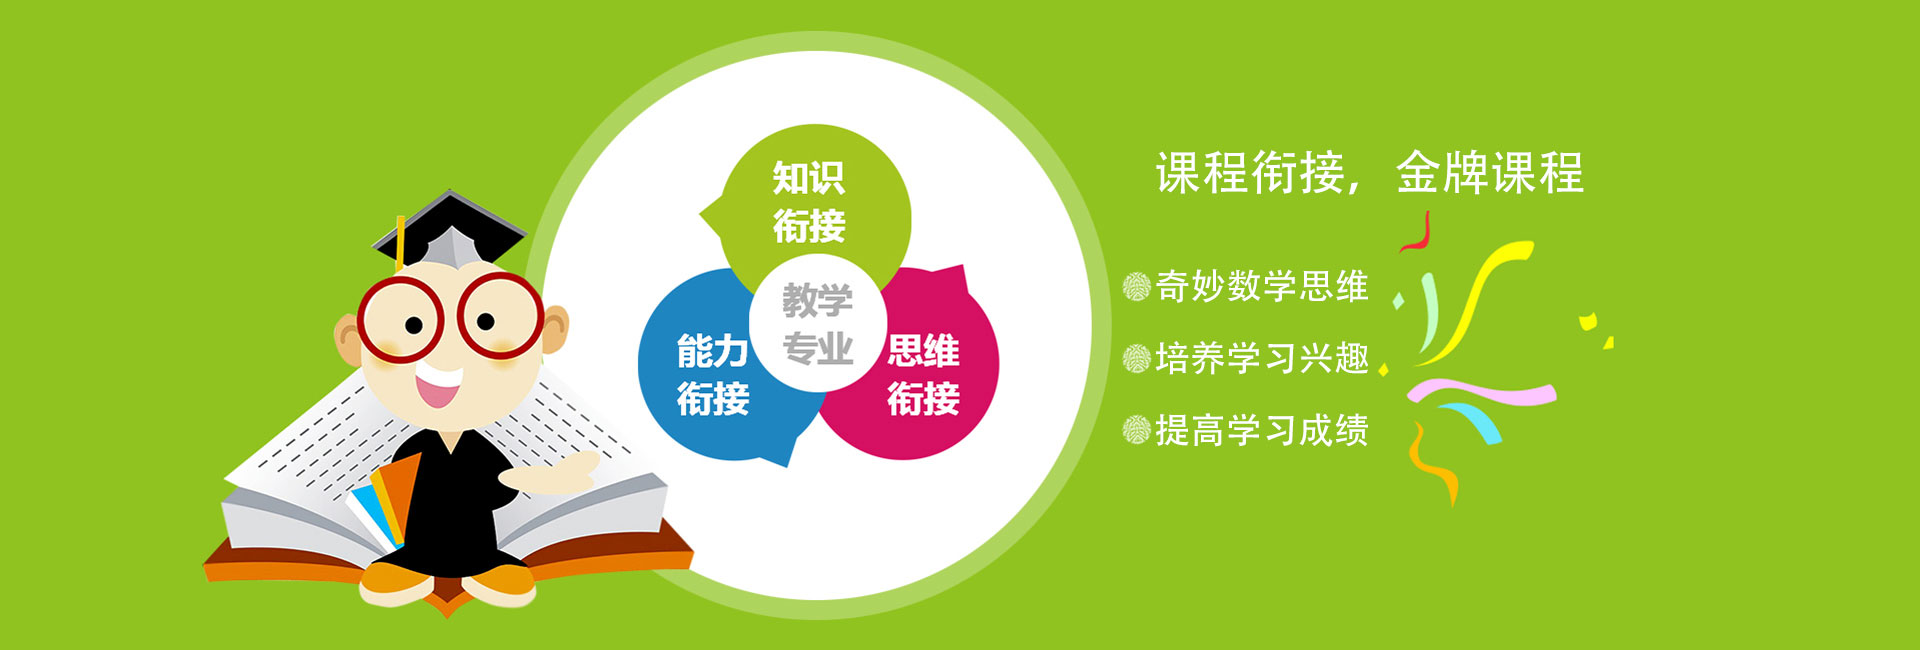 知识
衔接
教学
专业
能力
衔接
思维
衔接
课程衔接，金牌课程
奇妙数学思维
培养学习兴趣
提高学习成绩